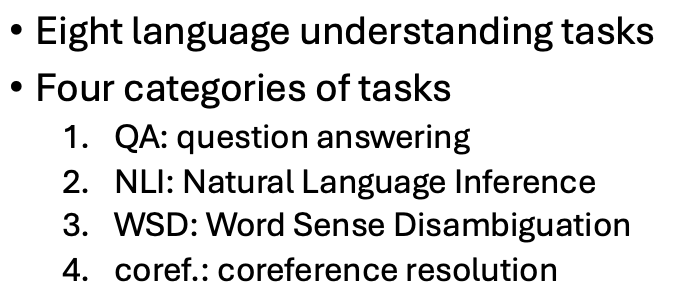 • Eight language understanding tasks
• Four categories of tasks
1. QA: question answering
2. NLI: Natural Language Inference
3. WSD: Word Sense Disambiguation
4. coref.: coreference resolution